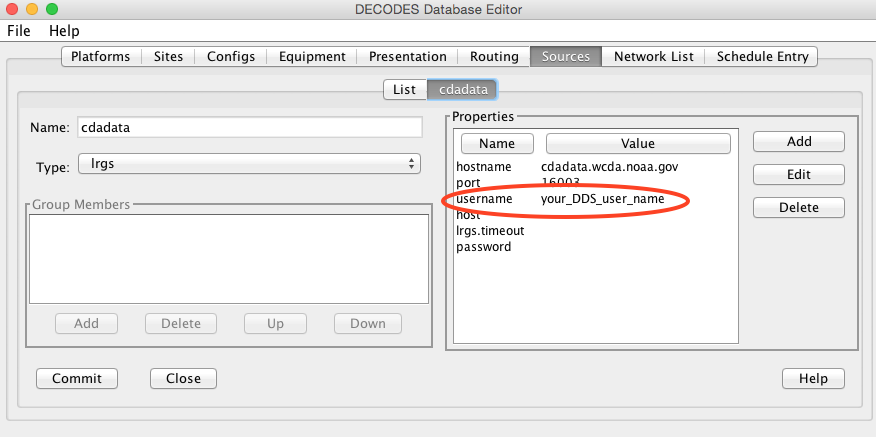 DECODES Database Editor
File Help
Platforms Sites Configs Equipment Presentation Routing Sources Network List Schedule Entry
List cdadata
Name: cdadata
Type: lrgs
Group Members
Add Delete Up Down
Commit Close
Properties
Name Value
hostname cdadata.wcda.noaa.gov
port 16003
username your_DDS_user_name
host
lrgs.timeout
password
Add
Edit
Delete
Help